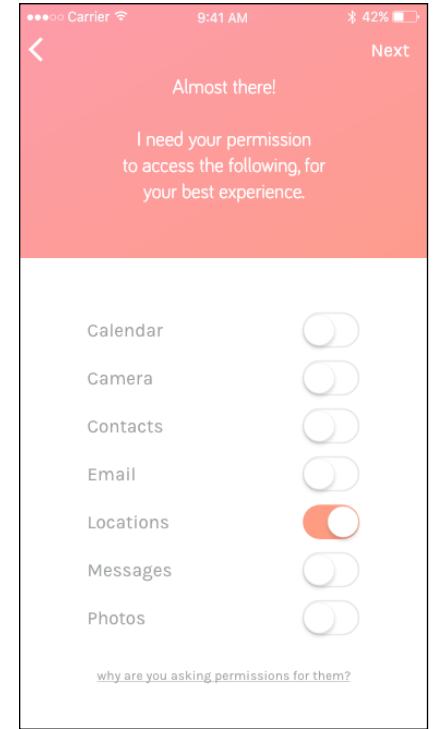 Carrier 9:41 AM 42%
Next
Almost there!
I need your permission
to access the following, for
your best experience.
Calendar
Camera
Contacts
Email
Locations
Messages
Photos
why are you asking permissions for them?